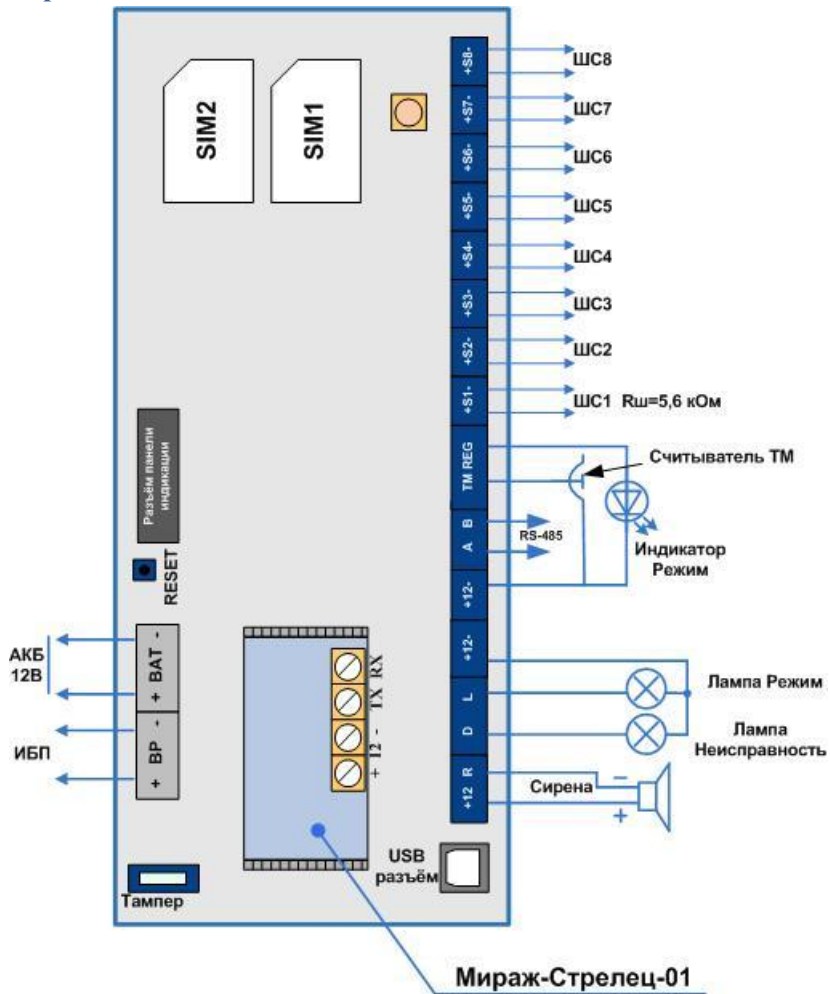 SIM2
SIM1
+S8-
ШС8
+S7-
ШС7
+S6-
ШС6
+S5-
ШС5
+S4-
ШС4
+S3-
ШС3
+S2-
ШС2
+S1-
ШС1 Rш=5,6 кОм
TM REG
Считыватель ТМ
B
A
RS-485
Индикатор
Режим
+12-
Разъём панели
индикации
RESET
АКБ
12В
+ BAT -
ИБП
+ BP -
+ 12 - TX RX
+12-
L
Лампа Режим
D
Лампа
Неисправность
+12 R
Сирена
–
+
USB
разъём
Тампер
Мираж-Стрелец-01